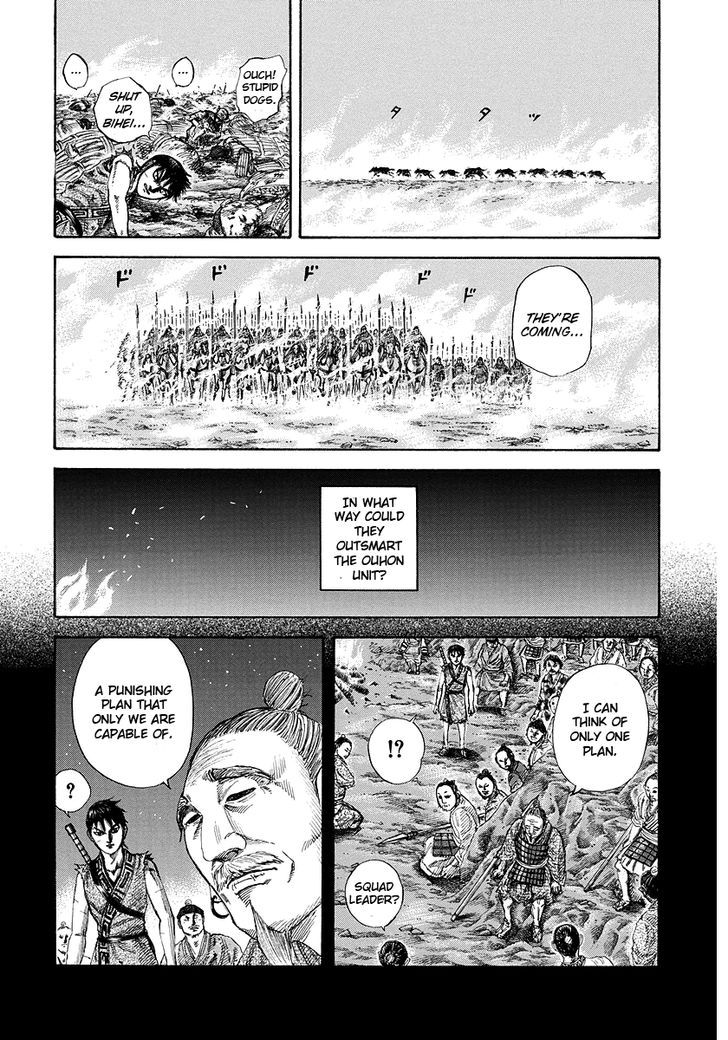 タ
タ
ッ
OUCH!
STUPID
DOGS.
...
...
SHUT
UP,
BIHEI...
ド
ド
ド
ド
ド
THEY'RE
COMING...
IN WHAT
WAY COULD
THEY
OUTSMART
THE OUHON
UNIT?
I CAN
THINK OF
ONLY ONE
PLAN.
!?
SQUAD
LEADER?
A PUNISHING
PLAN THAT
ONLY WE ARE
CAPABLE OF.
?